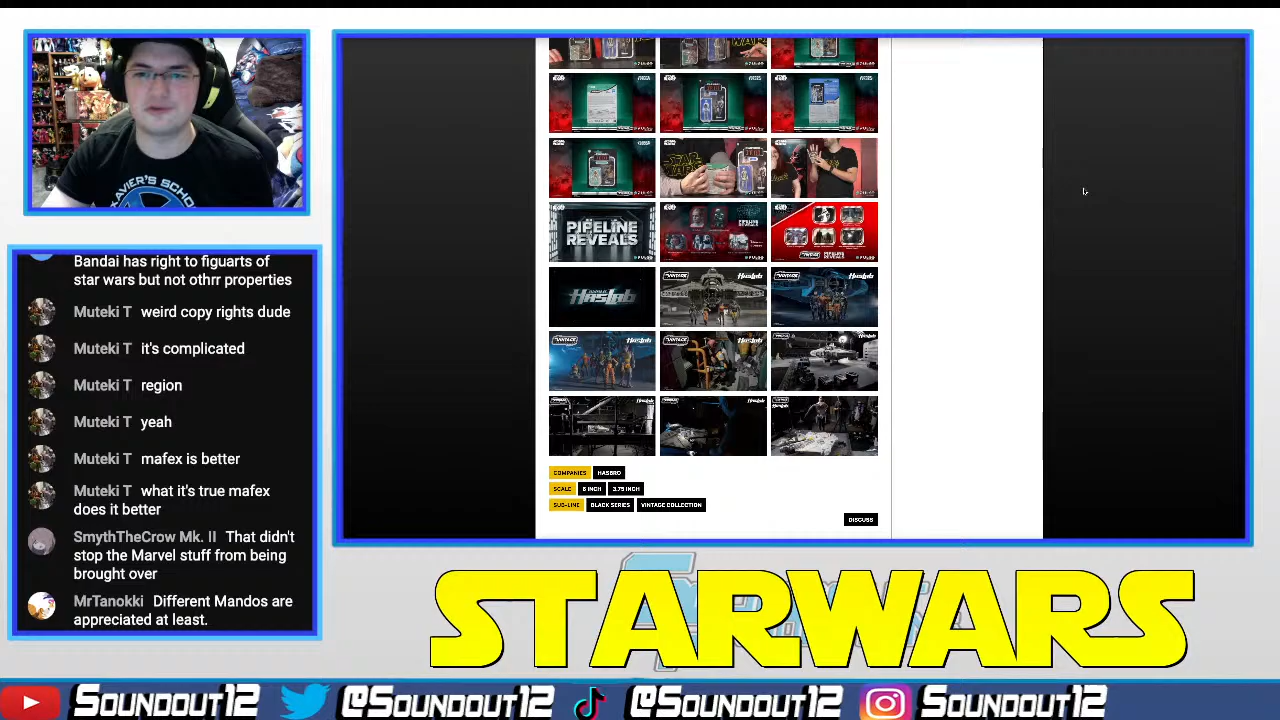 Bandai has right to figuarts of
star wars but not othrr properties
Muteki T weird copy rights dude
Muteki T it's complicated
Muteki T region
Muteki T yeah
Muteki T mafex is better
Muteki T what it's true mafex
does it better
SmythTheCrow Mk. II That didn't
stop the Marvel stuff from being
brought over
MrTanokki Different Mandos are
appreciated at least.
XAVIER'S SCHO
PIPELINE
REVEALS
HasLab
COMPANIES HASBRO
SCALE 6 INCH 3.75 INCH
SUB-LINE BLACK SERIES VINTAGE COLLECTION
DISCUSS
STARWARS
SOUNDOUT12 @SOUNDOUT12 @SOUNDOUT12 SOUNDOUT12